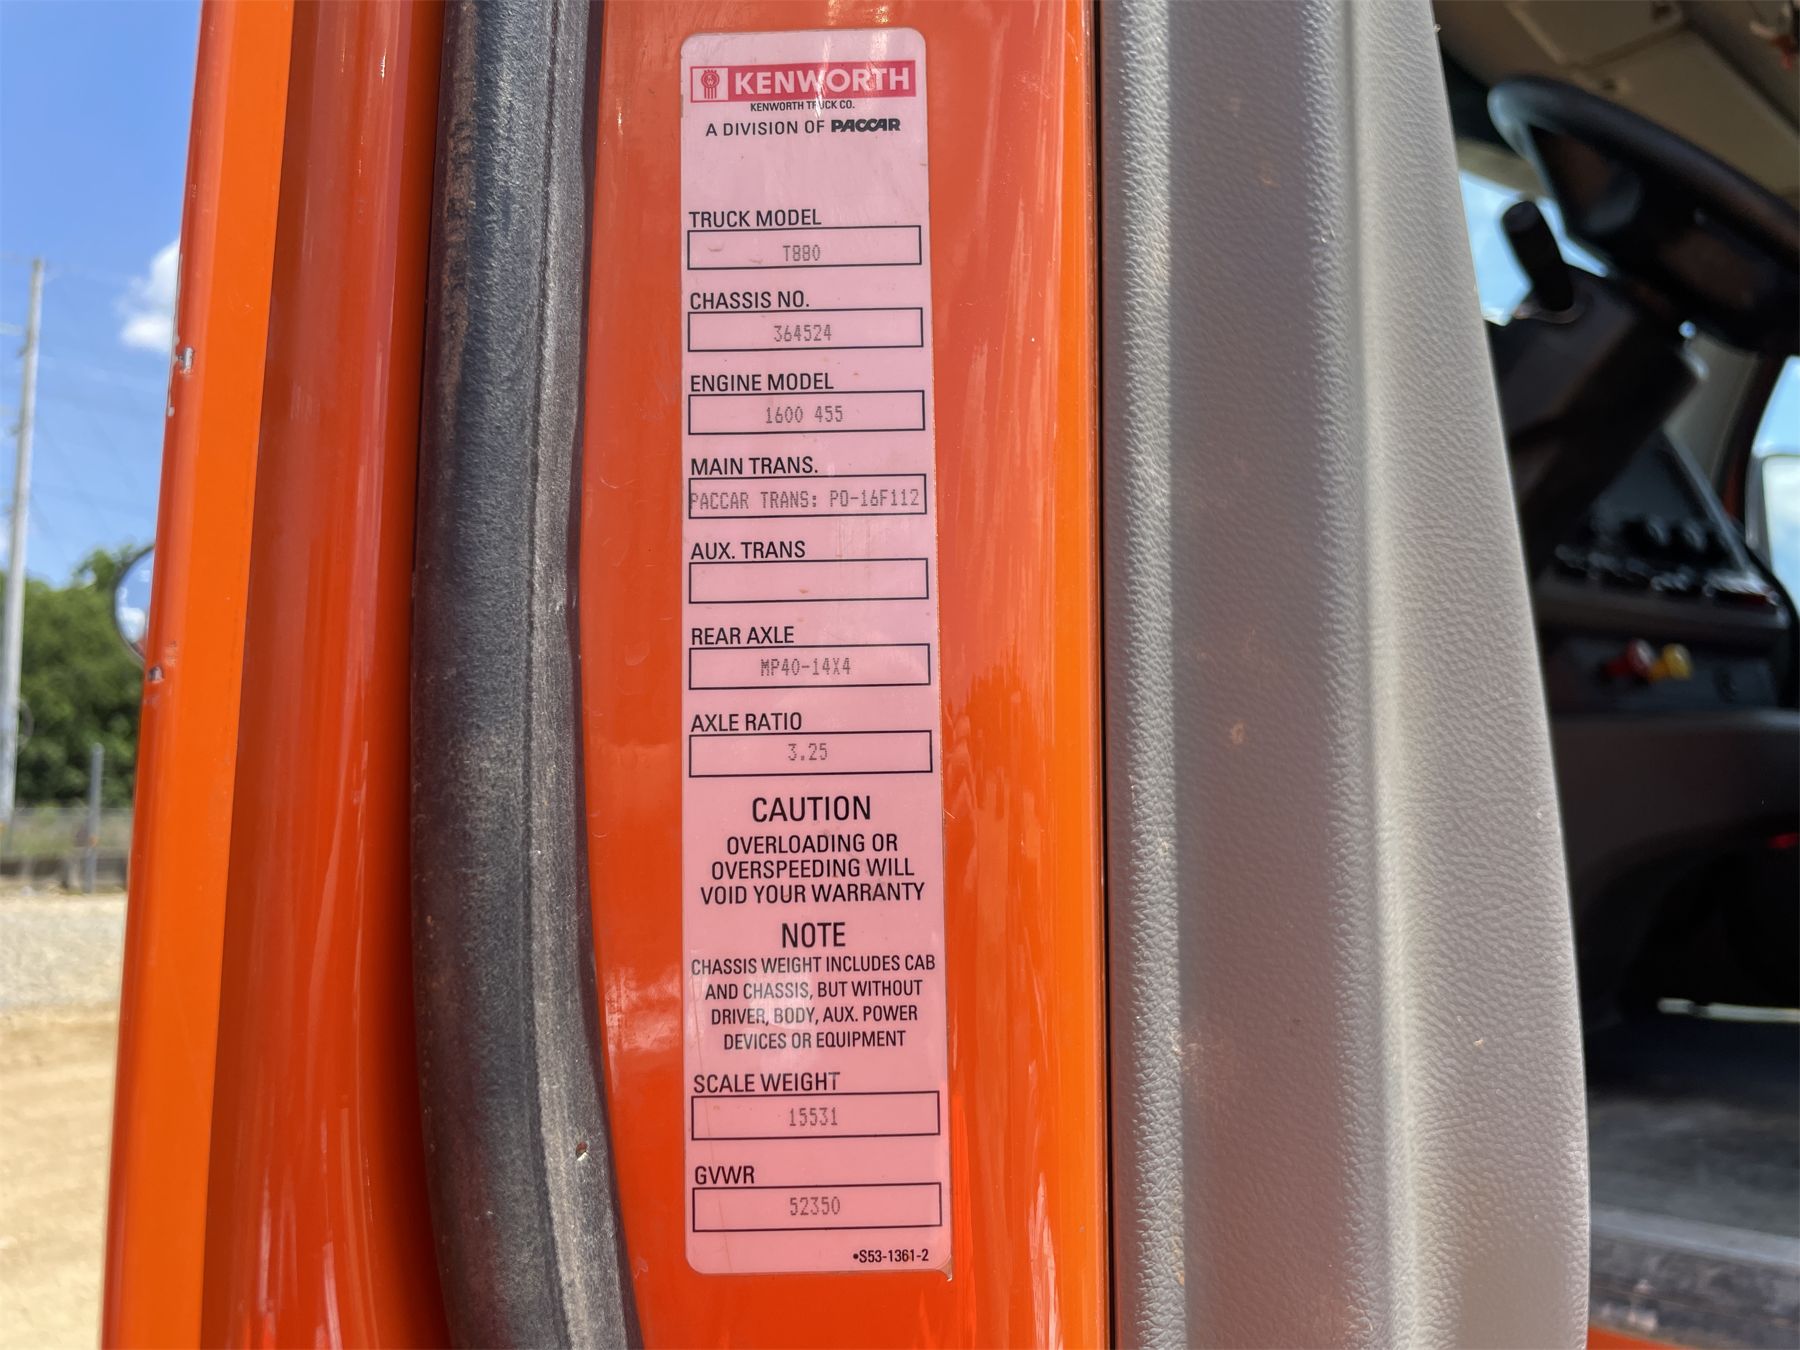 KENWORTH
KENWORTH TRUCK CO.
A DIVISION OF PACCAR
TRUCK MODEL
T880
CHASSIS NO.
364524
ENGINE MODEL
1600 455
MAIN TRANS.
PACCAR TRANS: PO-16F112
AUX. TRANS
REAR AXLE
MP40-14X4
AXLE RATIO
3.25
CAUTION
OVERLOADING OR
OVERSPEEDING WILL
VOID YOUR WARRANTY
NOTE
CHASSIS WEIGHT INCLUDES CAB
AND CHASSIS, BUT WITHOUT
DRIVER, BODY, AUX. POWER
DEVICES OR EQUIPMENT
SCALE WEIGHT
15531
GVWR
52350
•S53-1361-2